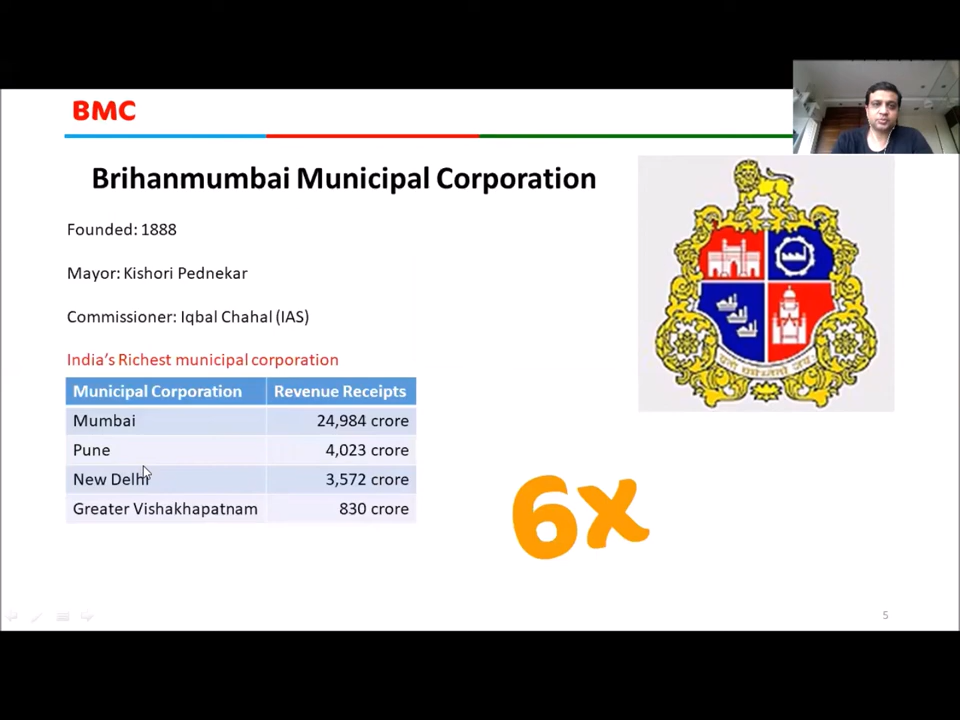 BMC
Brihanmumbai Municipal Corporation
Founded: 1888
Mayor: Kishori Pednekar
Commissioner: Iqbal Chahal (IAS)
India's Richest municipal corporation
Municipal Corporation Revenue Receipts
Mumbai 24,984 crore
Pune 4,023 crore
New Delhi 3,572 crore
Greater Vishakhapatnam 830 crore
6x
5